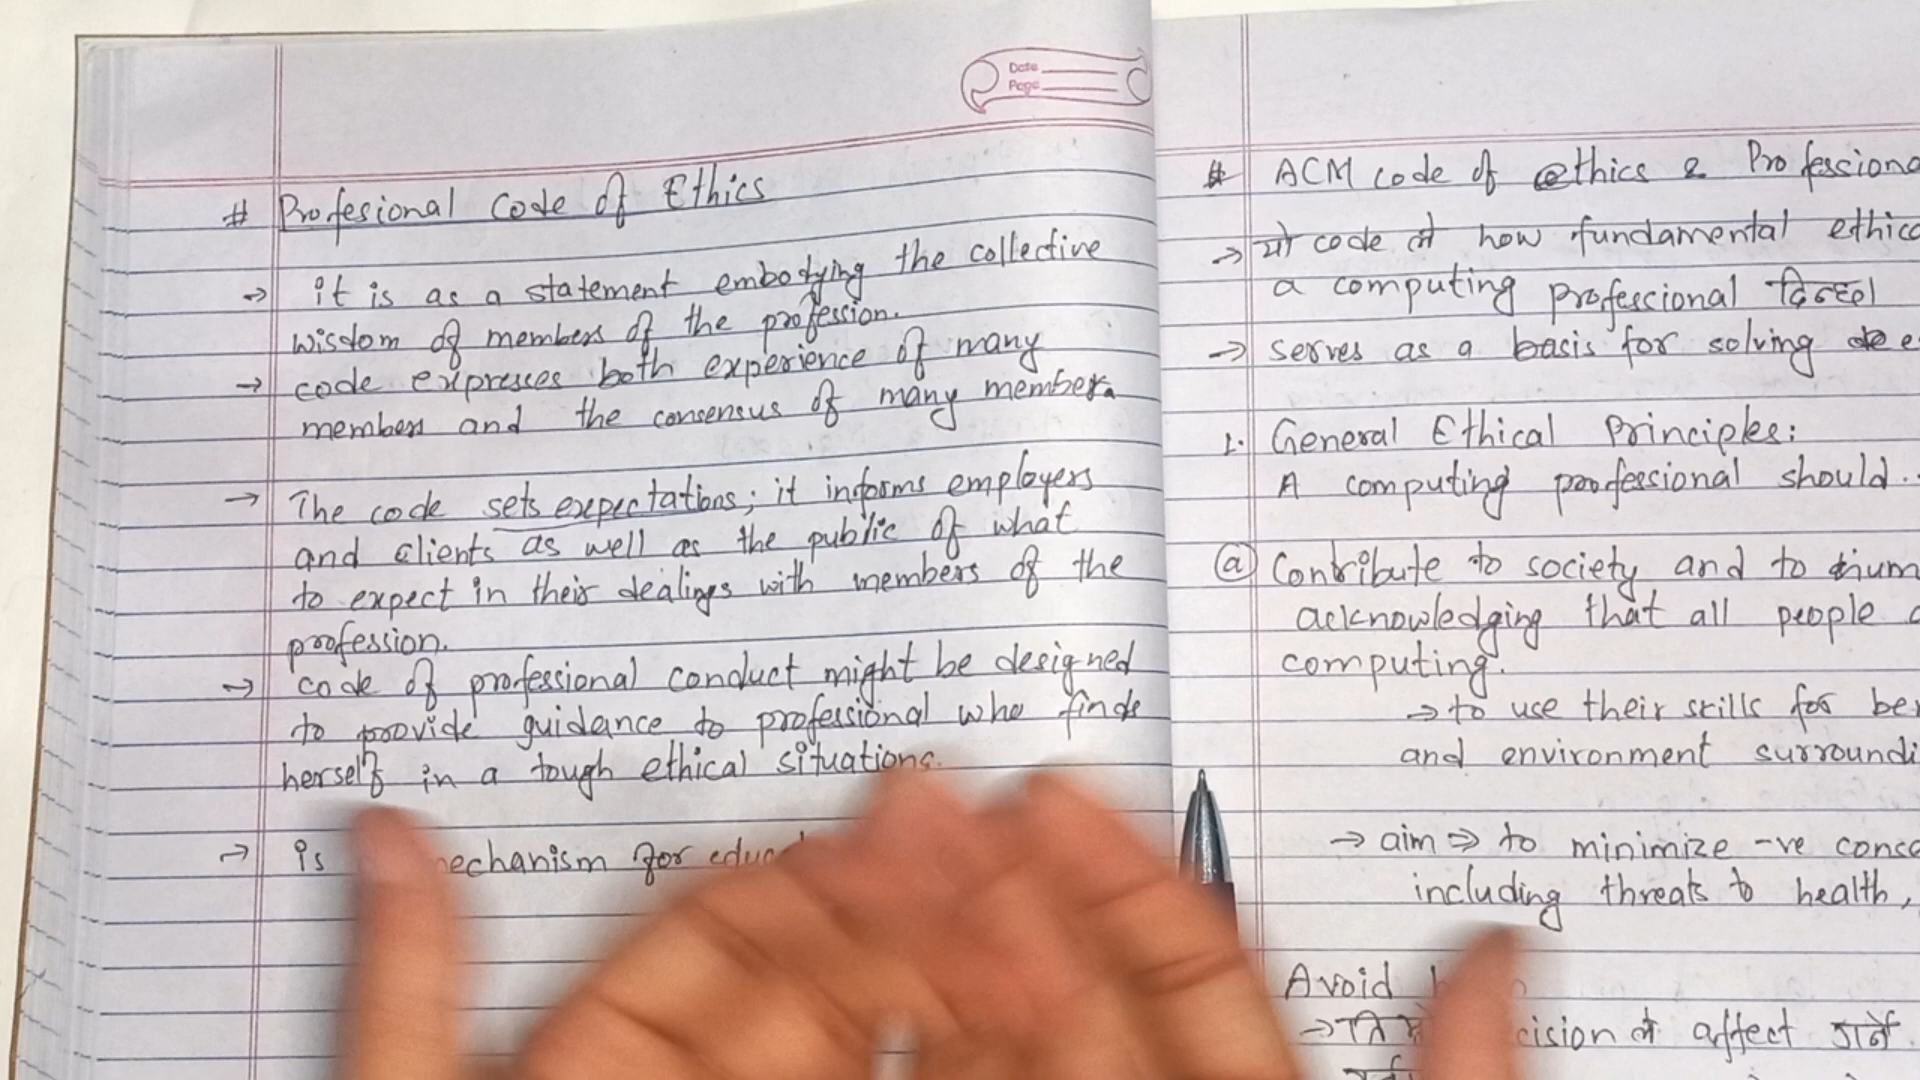 Date
Page
# Profesional Code of Ethics
→ it is as a statement embodying the collective
wisdom of members of the profession.
→ code expresses both experience of many
members and the consensus of many members.
→ The code sets expectations; it informs employers
and clients as well as the public of what
to expect in their dealings with members of the
profession.
→ code of professional conduct might be designed
to provide guidance to professional who finds
herself in a tough ethical situations.
→ is mechanism for
# ACM code of ethics & Professiona
→ यो code ले how fundamental ethic
a computing professional
→ serves as a basis for solving
1. General Ethical Principles:
A computing professional should.
(a) Contribute to society and to hum
acknowledging that all people
computing.
→ to use their skills for be
and environment surroundi
→ aim ⇒ to minimize -ve conse
including threats to health,
Avoid
affect गर्ने